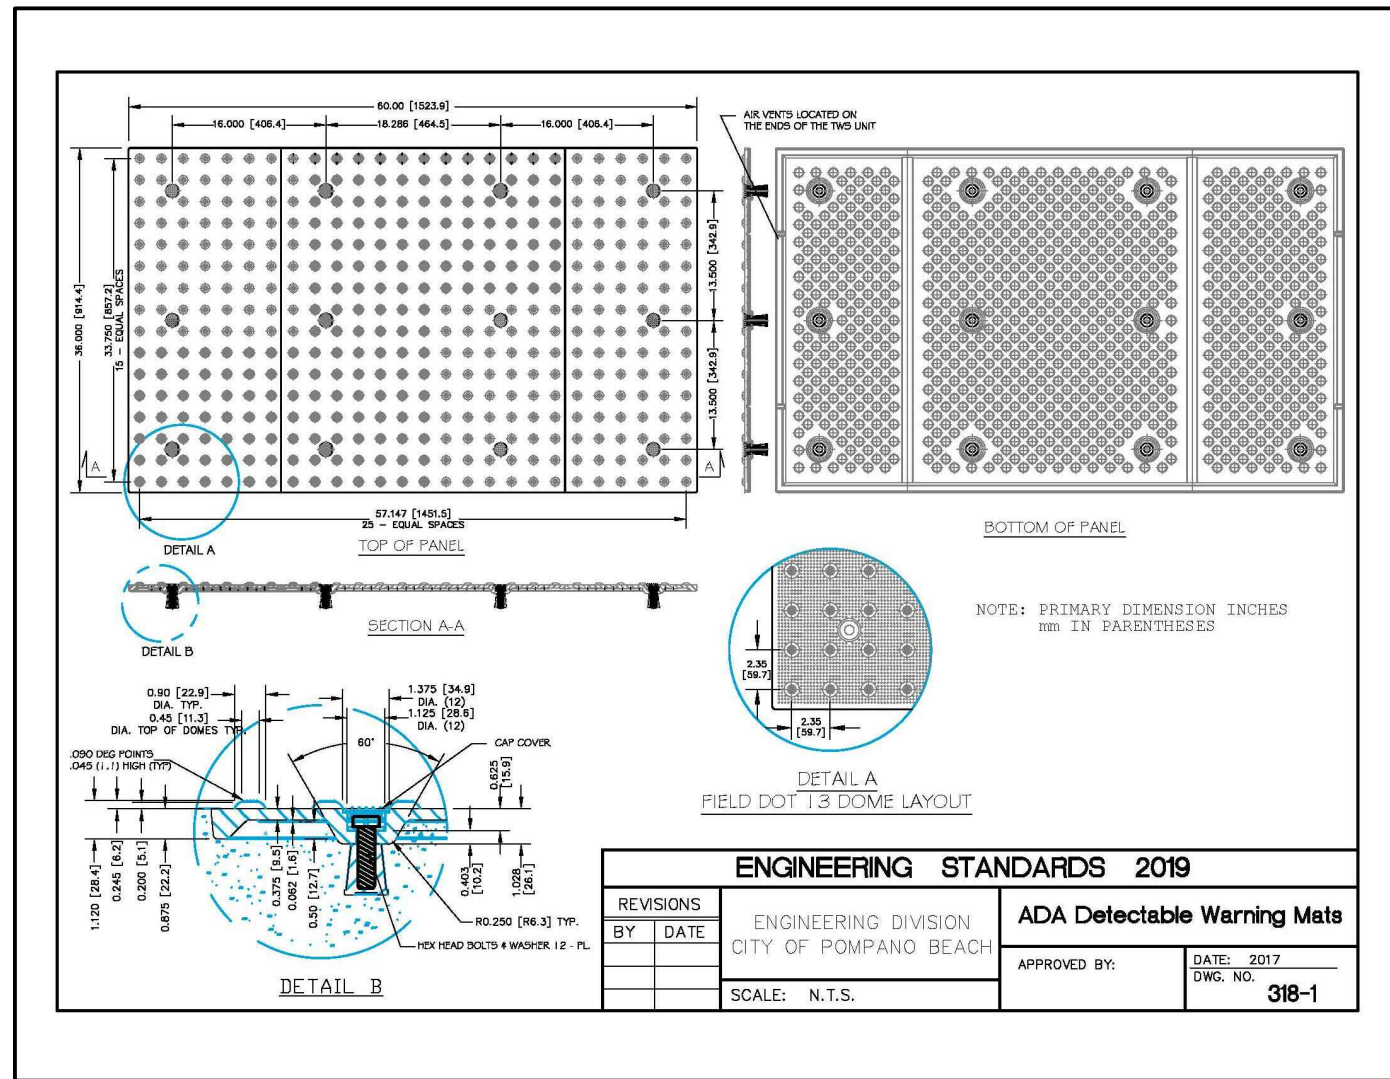 60.00 [1523.9]
16.000 [406.4]
18.286 [464.5]
16.000 [406.4]
AIR VENTS LOCATED ON
THE ENDS OF THE TWS UNIT
36.000 [914.4]
33.750 [857.2]
15 - EQUAL SPACES
13.500 [342.9]
13.500 [342.9]
A
A
57.147 [1451.5]
25 - EQUAL SPACES
DETAIL A
TOP OF PANEL
BOTTOM OF PANEL
SECTION A-A
DETAIL B
NOTE: PRIMARY DIMENSION INCHES
mm IN PARENTHESES
2.35
[59.7]
2.35
[59.7]
DETAIL A
FIELD DOT 13 DOME LAYOUT
0.90 [22.9]
DIA. TYP.
0.45 [11.3]
DIA. TOP OF DOMES TYP.
.090 DEG POINTS
.045 (1.1) HIGH (TYP)
1.375 [34.9]
DIA. (12)
1.125 [28.6]
DIA. (12)
60°
CAP COVER
0.625
[15.9]
1.120 [28.4]
0.245 [6.2]
0.200 [5.1]
0.875 [22.2]
0.375 [9.5]
0.062 [1.6]
0.50 [12.7]
0.403
[10.2]
1.028
[26.1]
R0.250 [R6.3] TYP.
HEX HEAD BOLTS & WASHER 12 - PL.
DETAIL B
ENGINEERING STANDARDS 2019
REVISIONS
BY DATE
ENGINEERING DIVISION
CITY OF POMPANO BEACH
SCALE: N.T.S.
ADA Detectable Warning Mats
APPROVED BY:
DATE: 2017
DWG. NO.
318-1